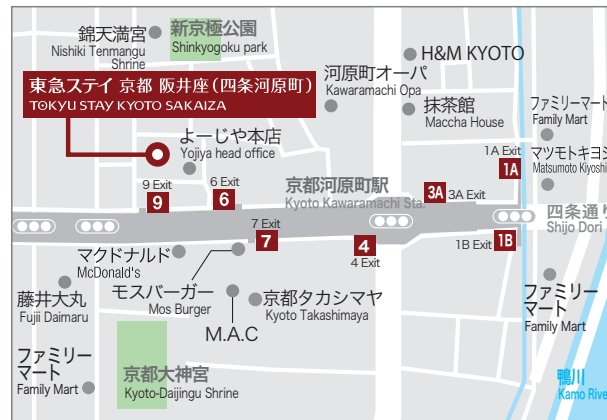 錦天満宮
Nishiki Tenmangu
Shrine
新京極公園
Shinkyogoku park
H&M KYOTO
東急ステイ 京都 阪井座(四条河原町)
TOKYU STAY KYOTO SAKAIZA
河原町オーパ
Kawaramachi Opa
抹茶館
Maccha House
ファミリーマート
Family Mart
よーじや本店
Yojiya head office
1A Exit
1A
マツモトキヨシ
Matsumoto Kiyoshi
9 Exit
9
6 Exit
6
京都河原町駅
Kyoto Kawaramachi Sta.
3A
3A Exit
四条通り
Shijo Dori
7 Exit
7
4
4 Exit
1B Exit
1B
マクドナルド
McDonald's
モスバーガー
Mos Burger
藤井大丸
Fujii Daimaru
M.A.C
京都タカシマヤ
Kyoto Takashimaya
ファミリー
マート
Family Mart
ファミリー
マート
Family Mart
京都大神宮
Kyoto-Daijingu Shrine
鴨川
Kamo Rive